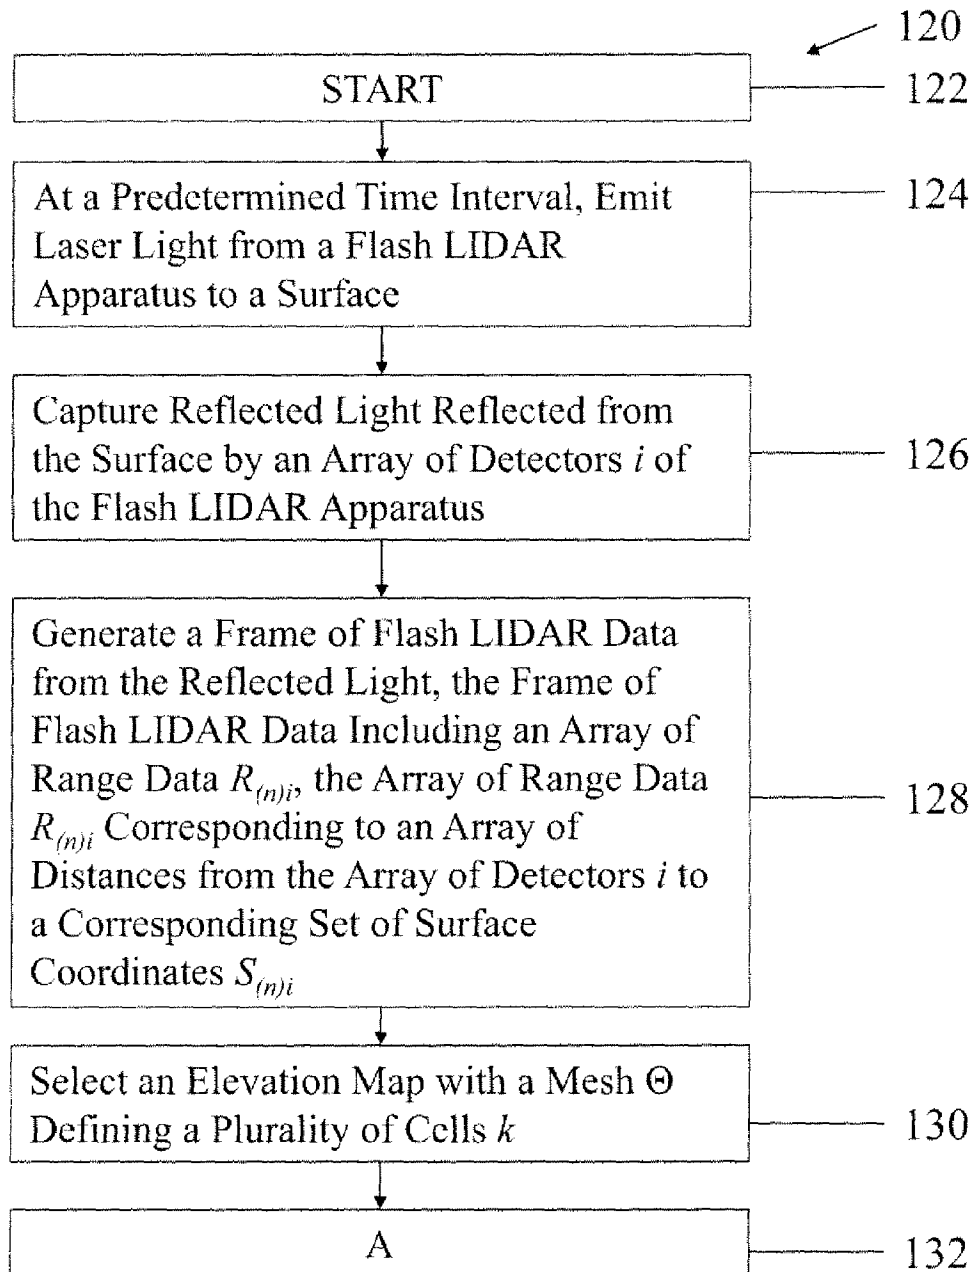 120
START
122
At a Predetermined Time Interval, Emit
Laser Light from a Flash LIDAR
Apparatus to a Surface
124
Capture Reflected Light Reflected from
the Surface by an Array of Detectors i of
the Flash LIDAR Apparatus
126
Generate a Frame of Flash LIDAR Data
from the Reflected Light, the Frame of
Flash LIDAR Data Including an Array of
Range Data R(n)i, the Array of Range Data
R(n)i Corresponding to an Array of
Distances from the Array of Detectors i to
a Corresponding Set of Surface
Coordinates S(n)i
128
Select an Elevation Map with a Mesh Θ
Defining a Plurality of Cells k
130
A
132